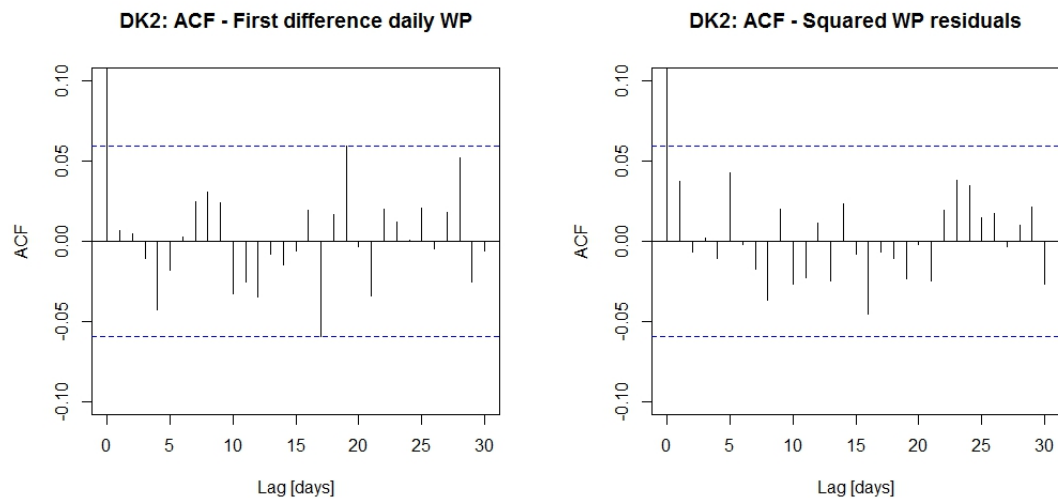 DK2: ACF - First difference daily WP
ACF
0.10
0.05
0.00
-0.05
-0.10
0 5 10 15 20 25 30
Lag [days]
DK2: ACF - Squared WP residuals
ACF
0.10
0.05
0.00
-0.05
-0.10
0 5 10 15 20 25 30
Lag [days]